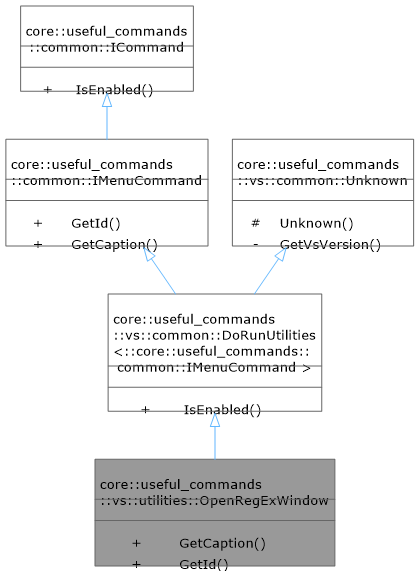 core::useful_commands
::common::ICommand
+ IsEnabled()
core::useful_commands
::common::IMenuCommand
+ GetId()
+ GetCaption()
core::useful_commands
::vs::common::Unknown
# Unknown()
- GetVsVersion()
core::useful_commands
::vs::common::DoRunUtilities
<::core::useful_commands::
common::IMenuCommand >
+ IsEnabled()
core::useful_commands
::vs::utilities::OpenRegExWindow
+ GetCaption()
+ GetId()